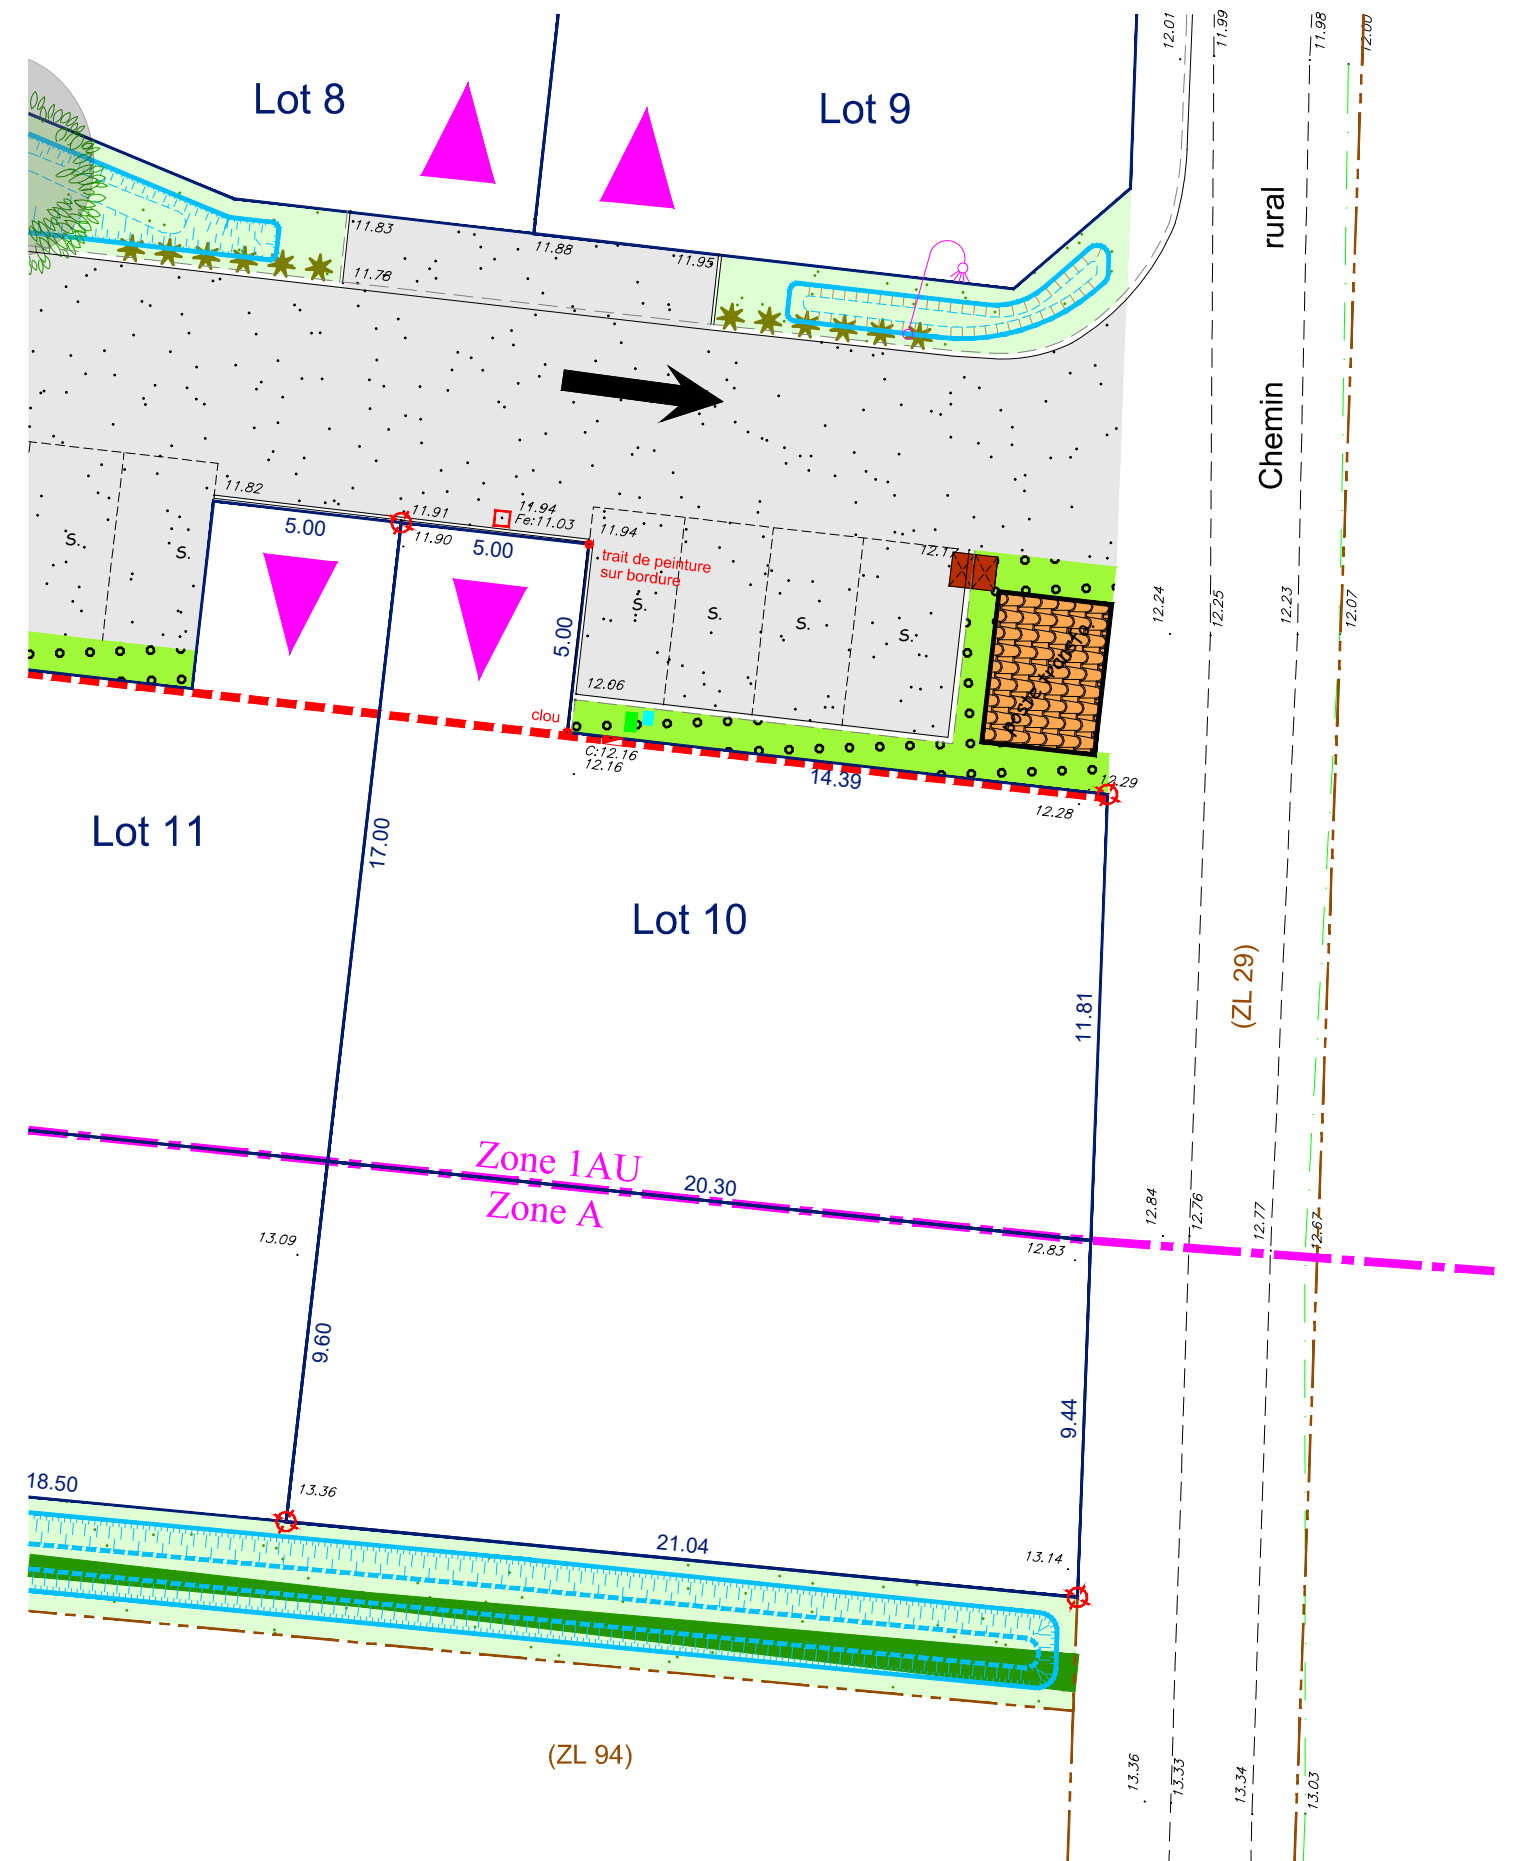 12.01
11.99
11.98
12.00
Lot 8
Lot 9
rural
11.83
11.88
11.95
11.78
Chemin
11.82
11.91
11.94
Fe:11.03
5.00
11.90
5.00
11.94
12.17
trait de peinture
sur bordure
S.
S.
S.
S.
S.
S.
12.24
12.25
12.23
12.07
5.00
poste transfo.
12.06
clou
C:12.16
12.16
14.39
12.29
12.28
Lot 11
17.00
Lot 10
(ZL 29)
11.81
Zone 1AU
20.30
Zone A
12.84
12.76
12.77
12.67
13.09
12.83
9.60
9.44
18.50
13.36
21.04
13.14
(ZL 94)
13.36
13.33
13.34
13.03